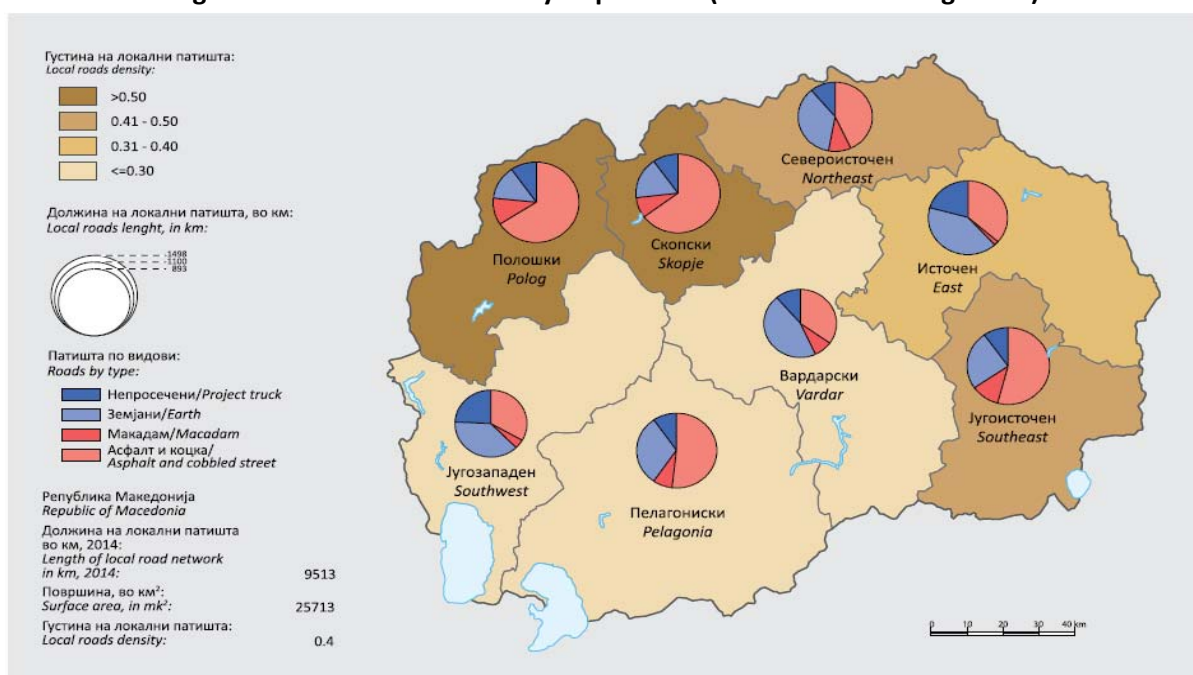 Густина на локални патишта:
Local roads density:
>0.50
0.41 - 0.50
0.31 - 0.40
<=0.30
Должина на локални патишта, во км:
Local roads lenght, in km:
1498
1100
893
Патишта по видови:
Roads by type:
Непросечени/Project truck
Земјани/Earth
Макадам/Macadam
Асфалт и коцка/
Asphalt and cobbled street
Република Македонија
Republic of Macedonia
Должина на локални патишта
во км, 2014:
Length of local road network
in km, 2014:
9513
Површина, во км²:
Surface area, in mk²:
25713
Густина на локални патишта:
Local roads density:
0.4
Североисточен
Northeast
Полошки
Polog
Скопски
Skopje
Источен
East
Вардарски
Vardar
Југоисточен
Southeast
Југозападен
Southwest
Пелагониски
Pelagonia
0 10 20 30 40 km